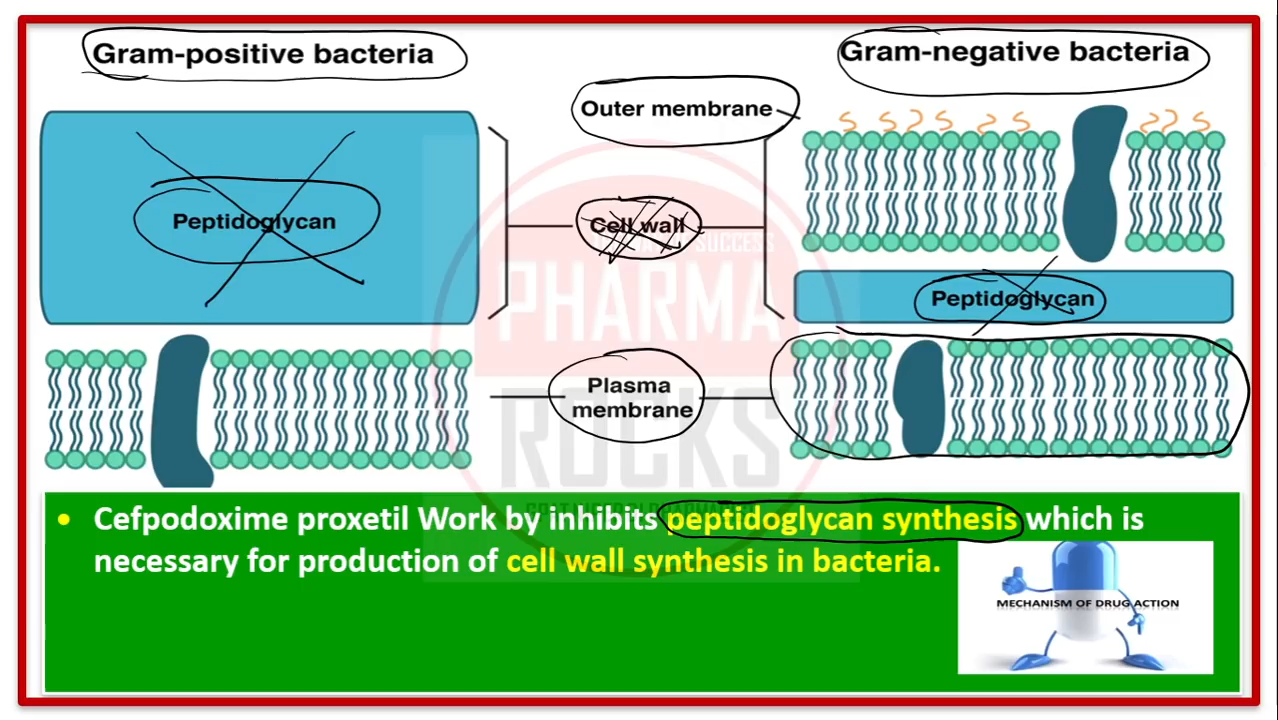 Gram-positive bacteria
Gram-negative bacteria
Outer membrane
Peptidoglycan
Cell wall
SUCCESS
PHARMA
Peptidoglycan
Plasma
membrane
ROCKS
Cefpodoxime proxetil Work by inhibits peptidoglycan synthesis which is
necessary for production of cell wall synthesis in bacteria.
MECHANISM OF DRUG ACTION